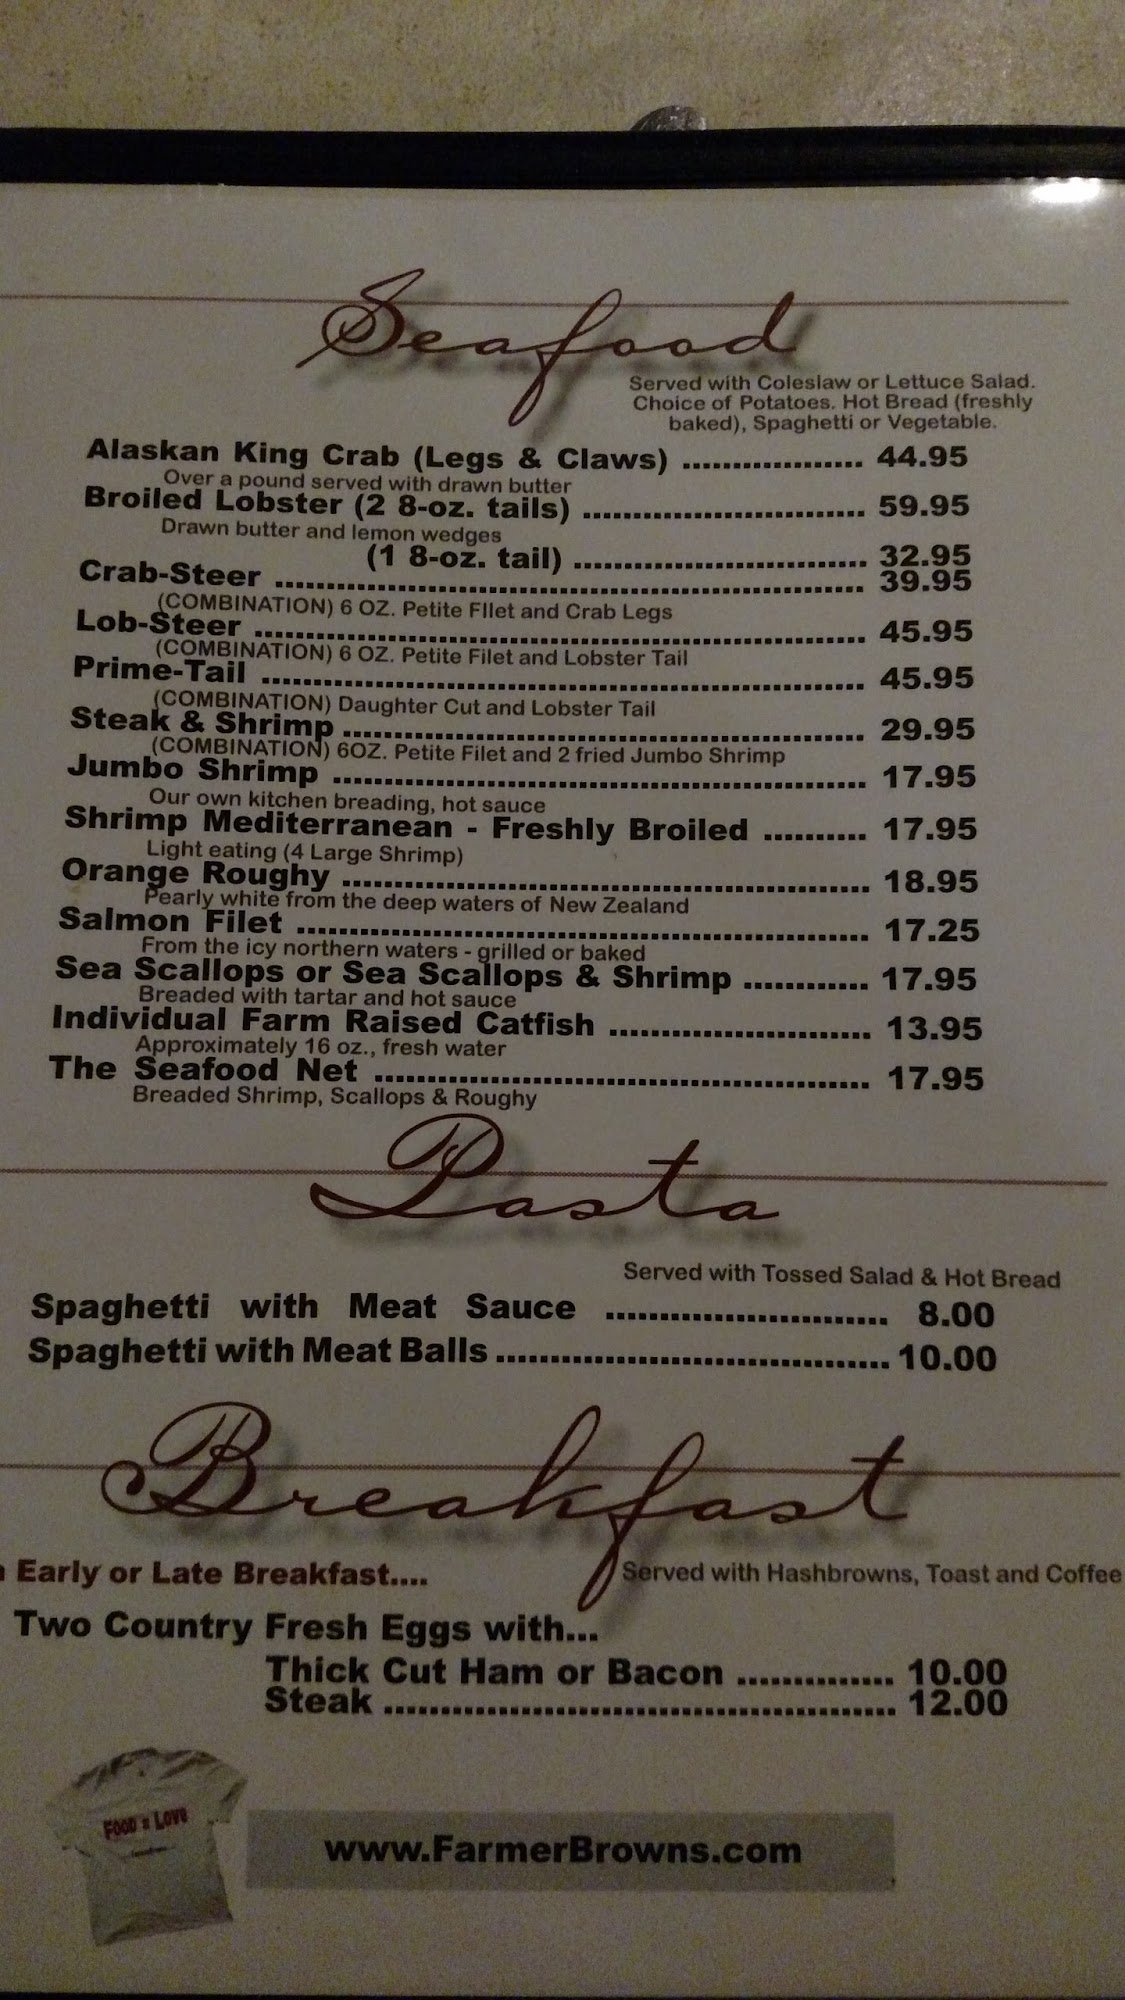 Seafood
Served with Coleslaw or Lettuce Salad.
Choice of Potatoes. Hot Bread (freshly
baked), Spaghetti or Vegetable.
Alaskan King Crab (Legs & Claws) .................. 44.95
Over a pound served with drawn butter
Broiled Lobster (2 8-oz. tails) ............................ 59.95
Drawn butter and lemon wedges
(1 8-oz. tail) ............................. 32.95
Crab-Steer .......................................................... 39.95
(COMBINATION) 6 OZ. Petite FIlet and Crab Legs
Lob-Steer ............................................................ 45.95
(COMBINATION) 6 OZ. Petite Filet and Lobster Tail
Prime-Tail ........................................................... 45.95
(COMBINATION) Daughter Cut and Lobster Tail
Steak & Shrimp ................................................... 29.95
(COMBINATION) 6OZ. Petite Filet and 2 fried Jumbo Shrimp
Jumbo Shrimp .................................................... 17.95
Our own kitchen breading, hot sauce
Shrimp Mediterranean - Freshly Broiled .......... 17.95
Light eating (4 Large Shrimp)
Orange Roughy ................................................... 18.95
Pearly white from the deep waters of New Zealand
Salmon Filet ........................................................ 17.25
From the icy northern waters - grilled or baked
Sea Scallops or Sea Scallops & Shrimp ............ 17.95
Breaded with tartar and hot sauce
Individual Farm Raised Catfish ......................... 13.95
Approximately 16 oz., fresh water
The Seafood Net ................................................ 17.95
Breaded Shrimp, Scallops & Roughy
Pasta
Served with Tossed Salad & Hot Bread
Spaghetti with Meat Sauce .......................... 8.00
Spaghetti with Meat Balls .................................... 10.00
Breakfast
Early or Late Breakfast....
Served with Hashbrowns, Toast and Coffee
Two Country Fresh Eggs with...
Thick Cut Ham or Bacon .............. 10.00
Steak ............................................. 12.00
Food = Love
www.FarmerBrowns.com